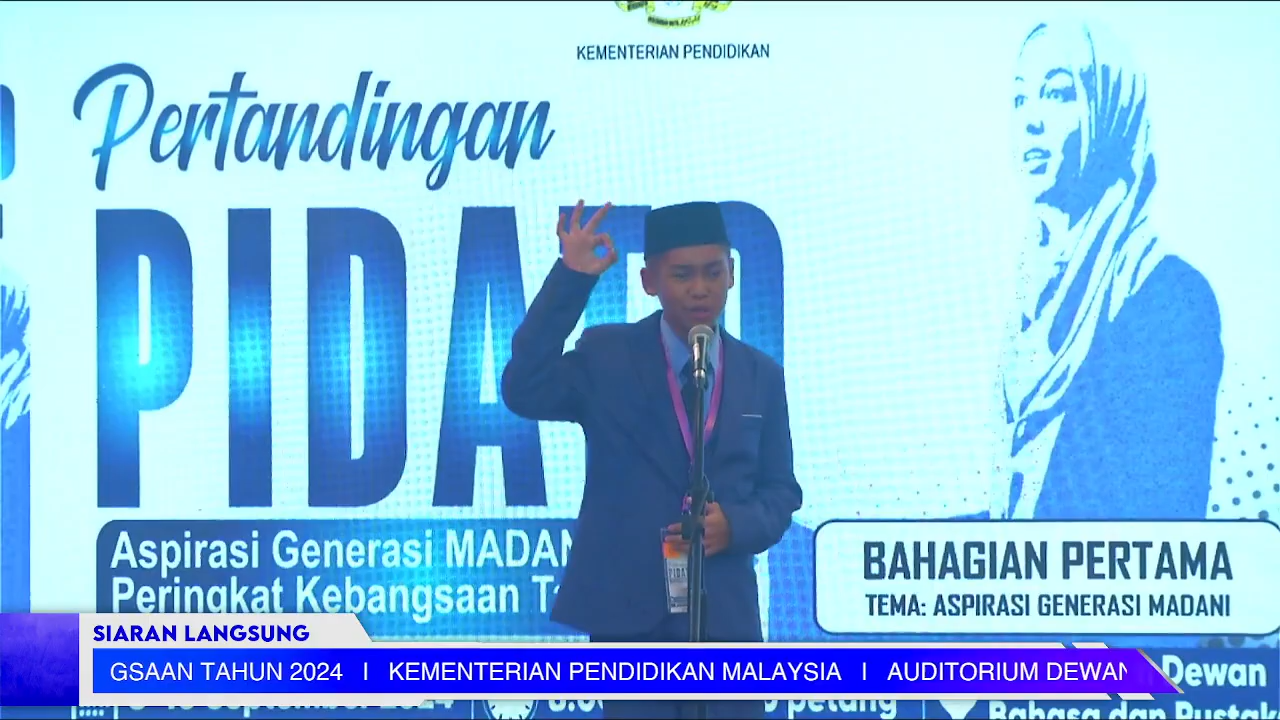 KEMENTERIAN PENDIDIKAN
Pertandingan
PIDATO
Aspirasi Generasi MADAN
Peringkat Kebangsaan
BAHAGIAN PERTAMA
TEMA: ASPIRASI GENERASI MADANI
SIARAN LANGSUNG
GSAAN TAHUN 2024 I KEMENTERIAN PENDIDIKAN MALAYSIA I AUDITORIUM DEWAN
Dewan
petang
Bahasa dan Pustak